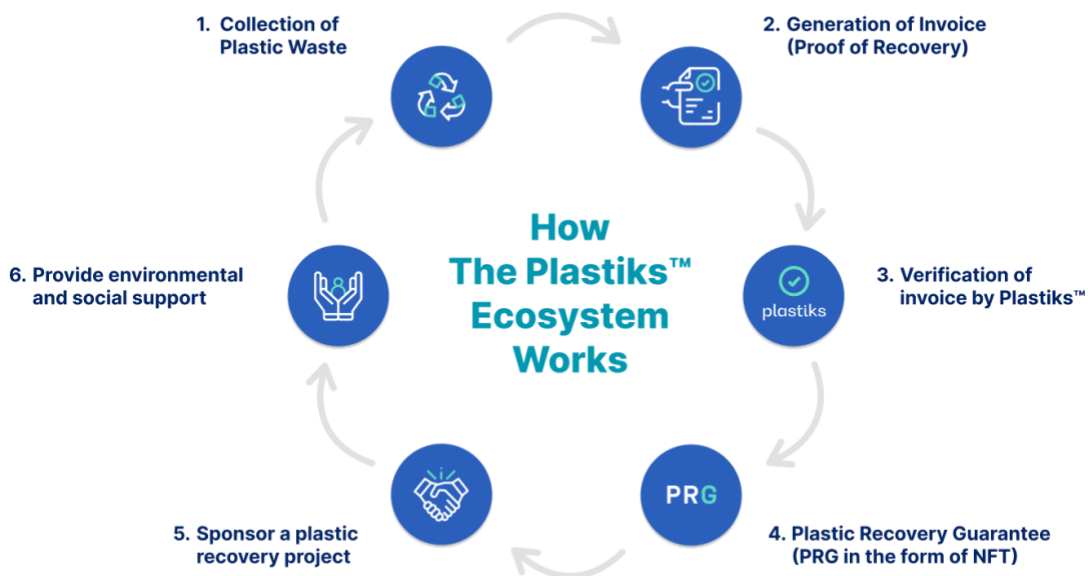 1. Collection of
Plastic Waste
2. Generation of Invoice
(Proof of Recovery)
How
The Plastiks™
Ecosystem
Works
plastiks
3. Verification of
invoice by Plastiks™
PRG
4. Plastic Recovery Guarantee
(PRG in the form of NFT)
5. Sponsor a plastic
recovery project
6. Provide environmental
and social support